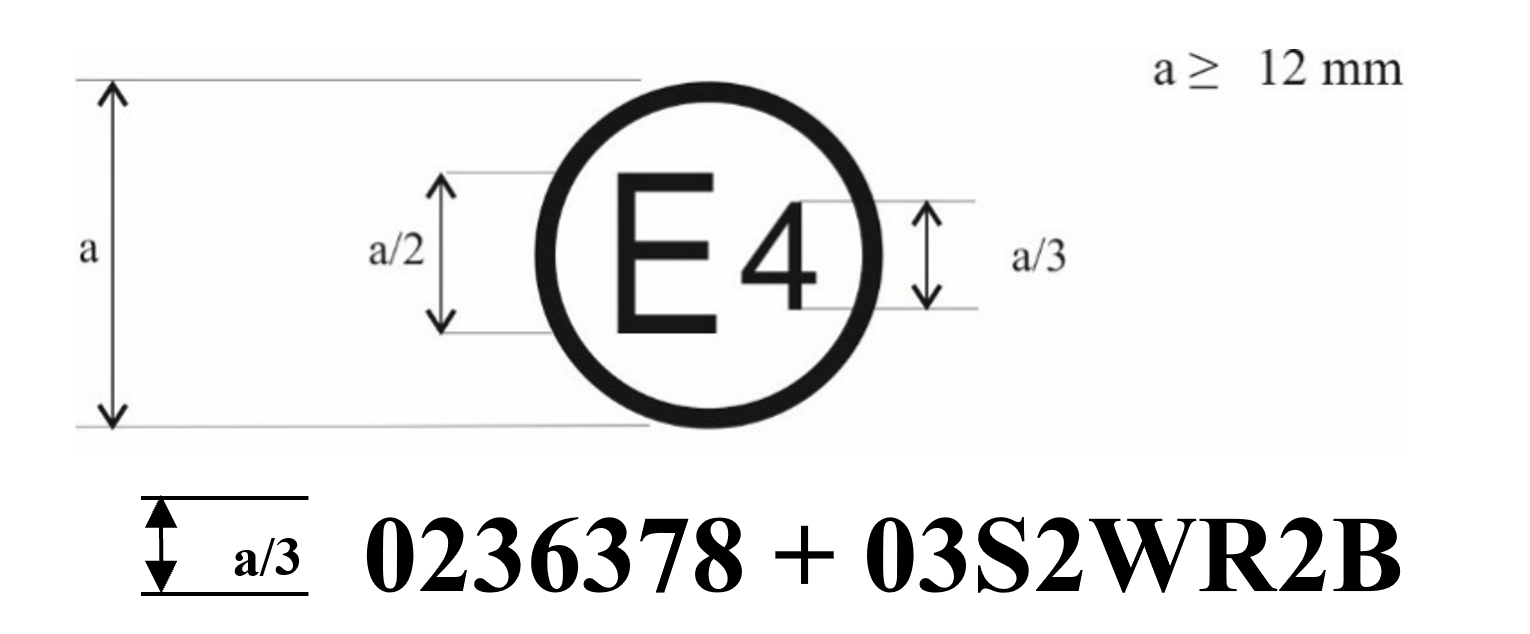 a ≥ 12 mm
a
a/2
E4
a/3
a/3
0236378 + 03S2WR2B